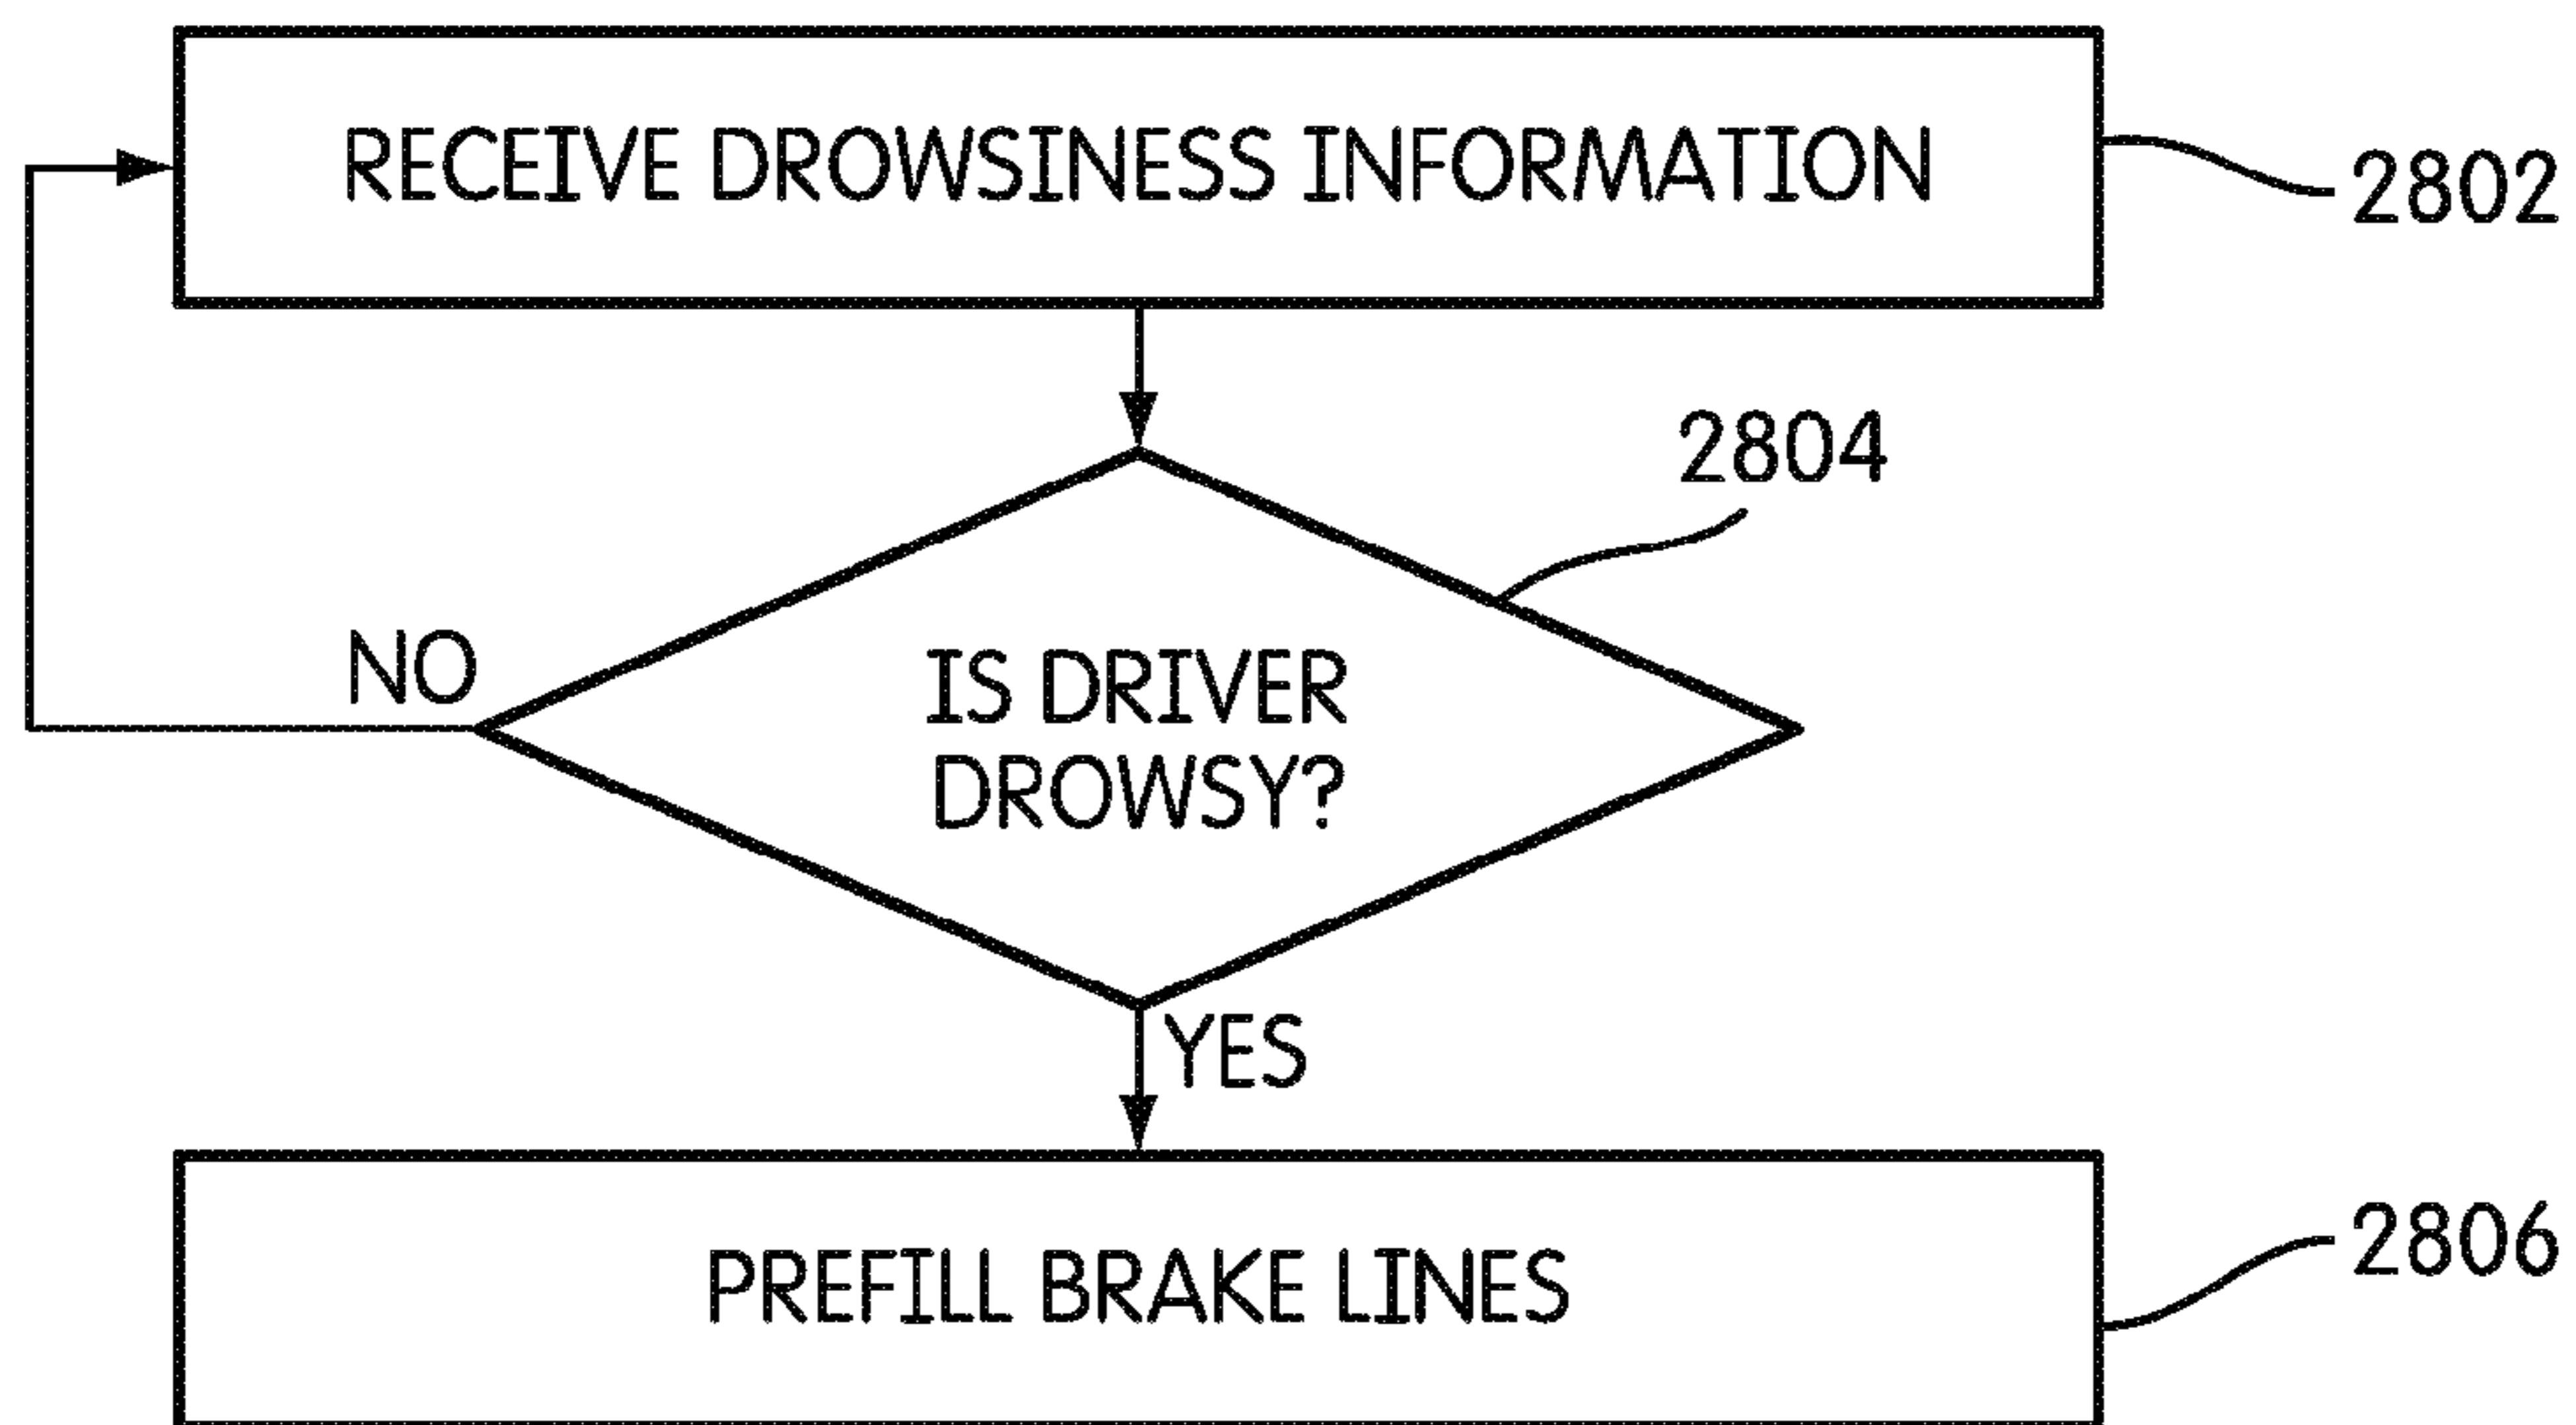 RECEIVE DROWSINESS INFORMATION
2802
2804
NO
IS DRIVER
DROWSY?
YES
PREFILL BRAKE LINES
2806